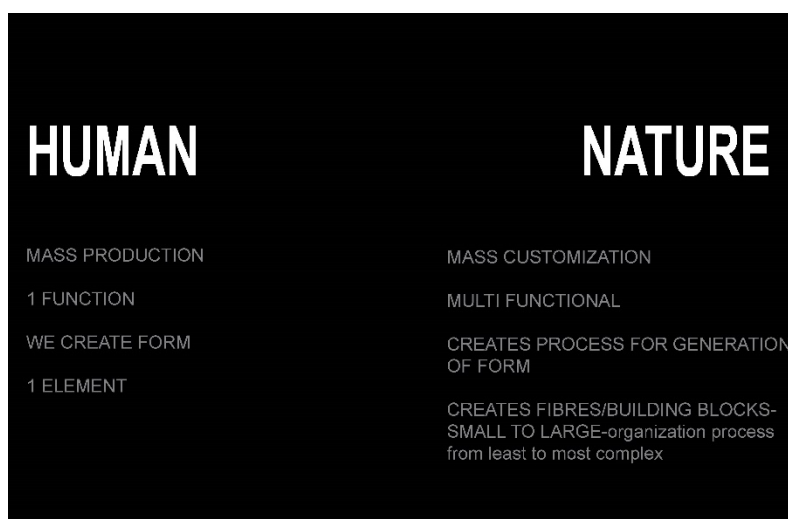 HUMAN
NATURE
MASS PRODUCTION
1 FUNCTION
WE CREATE FORM
1 ELEMENT
MASS CUSTOMIZATION
MULTI FUNCTIONAL
CREATES PROCESS FOR GENERATION
OF FORM
CREATES FIBRES/BUILDING BLOCKS-
SMALL TO LARGE-organization process
from least to most complex